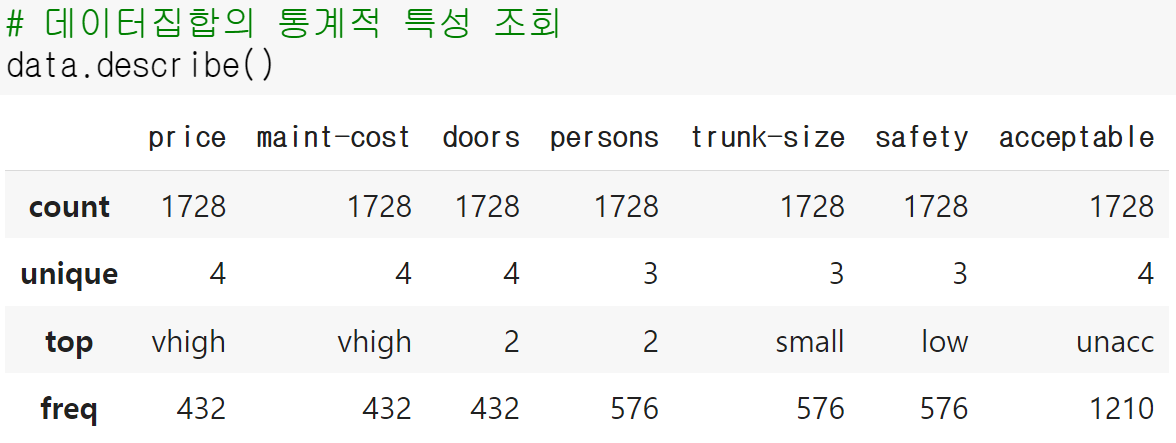 # 데이터집합의 통계적 특성 조회
data.describe()
price maint-cost doors persons trunk-size safety acceptable
count 1728 1728 1728 1728 1728 1728 1728
unique 4 4 4 3 3 3 4
top vhigh vhigh 2 2 small low unacc
freq 432 432 432 576 576 576 1210